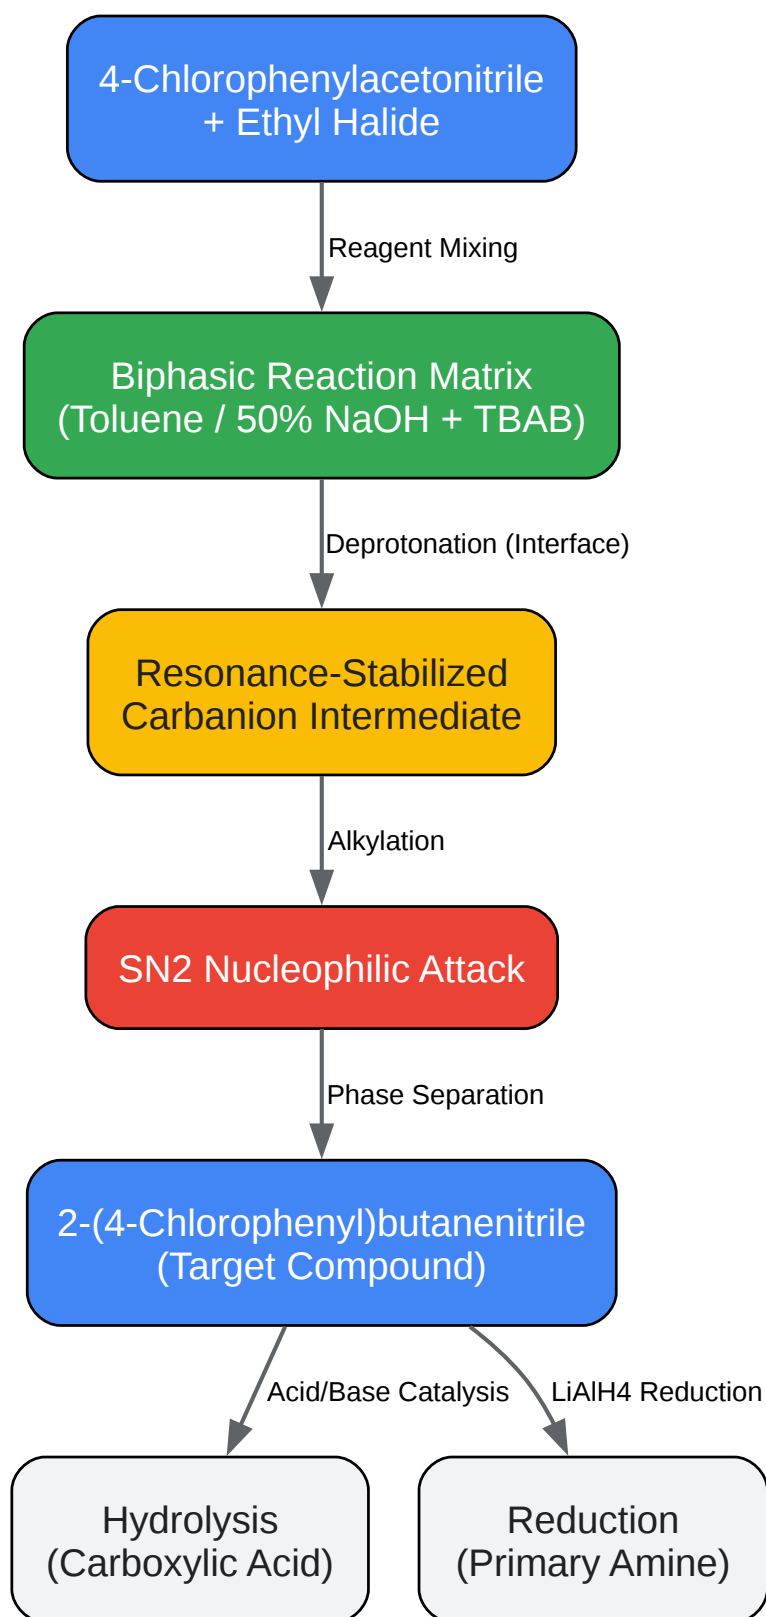 4-Chlorophenylacetonitrile
+ Ethyl Halide
Reagent Mixing
Biphasic Reaction Matrix
(Toluene / 50% NaOH + TBAB)
Deprotonation (Interface)
Resonance-Stabilized
Carbanion Intermediate
Alkylation
SN2 Nucleophilic Attack
Phase Separation
2-(4-Chlorophenyl)butanenitrile
(Target Compound)
Acid/Base Catalysis
LiAlH4 Reduction
Hydrolysis
(Carboxylic Acid)
Reduction
(Primary Amine)